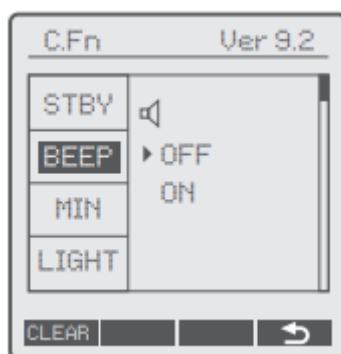 C.Fn Ver 9.2
STBY
BEEP
OFF
ON
MIN
LIGHT
CLEAR